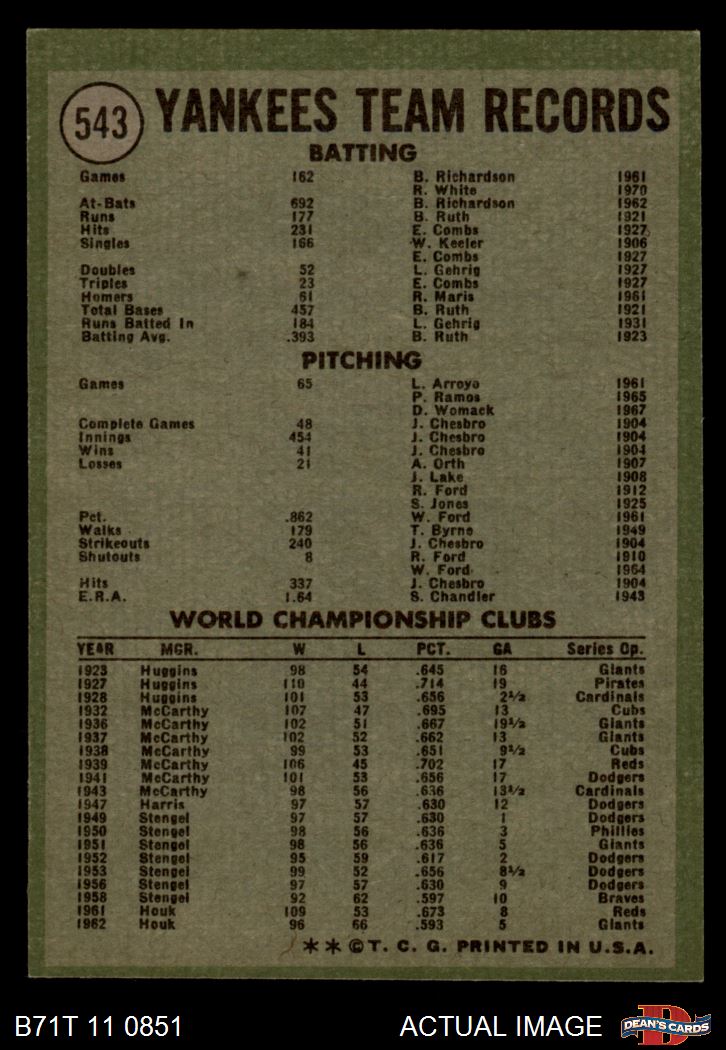 543 YANKEES TEAM RECORDS
BATTING
Games 162 B. Richardson 1961
R. White 1970
At-Bats 692 B. Richardson 1962
Runs 177 B. Ruth 1921
Hits 231 E. Combs 1927
Singles 166 W. Keeler 1906
E. Combs 1927
Doubles 52 L. Gehrig 1927
Triples 23 E. Combs 1927
Homers 61 R. Maris 1961
Total Bases 457 B. Ruth 1921
Runs Batted In 184 L. Gehrig 1931
Batting Avg. .393 B. Ruth 1923
PITCHING
Games 65 L. Arroyo 1961
P. Ramos 1965
D. Womack 1967
Complete Games 48 J. Chesbro 1904
Innings 454 J. Chesbro 1904
Wins 41 J. Chesbro 1904
Losses 21 A. Orth 1907
J. Lake 1908
R. Ford 1912
S. Jones 1925
Pct. .862 W. Ford 1961
Walks 179 T. Byrne 1949
Strikeouts 240 J. Chesbro 1904
Shutouts 8 R. Ford 1910
W. Ford 1964
Hits 337 J. Chesbro 1904
E.R.A. 1.64 S. Chandler 1943
WORLD CHAMPIONSHIP CLUBS
YEAR MGR. W L PCT. GA Series Op.
1923 Huggins 98 54 .645 16 Giants
1927 Huggins 110 44 .714 19 Pirates
1928 Huggins 101 53 .656 2½ Cardinals
1932 McCarthy 107 47 .695 13 Cubs
1936 McCarthy 102 51 .667 19½ Giants
1937 McCarthy 102 52 .662 13 Giants
1938 McCarthy 99 53 .651 9½ Cubs
1939 McCarthy 106 45 .702 17 Reds
1941 McCarthy 101 53 .656 17 Dodgers
1943 McCarthy 98 56 .636 13½ Cardinals
1947 Harris 97 57 .630 12 Dodgers
1949 Stengel 97 57 .630 1 Dodgers
1950 Stengel 98 56 .636 3 Phillies
1951 Stengel 98 56 .636 5 Giants
1952 Stengel 95 59 .617 2 Dodgers
1953 Stengel 99 52 .656 8½ Dodgers
1956 Stengel 97 57 .630 9 Dodgers
1958 Stengel 92 62 .597 10 Braves
1961 Houk 109 53 .673 8 Reds
1962 Houk 96 66 .593 5 Giants
**©T. C. G. PRINTED IN U.S.A.
B71T 11 0851 ACTUAL IMAGE D DEAN'S CARDS